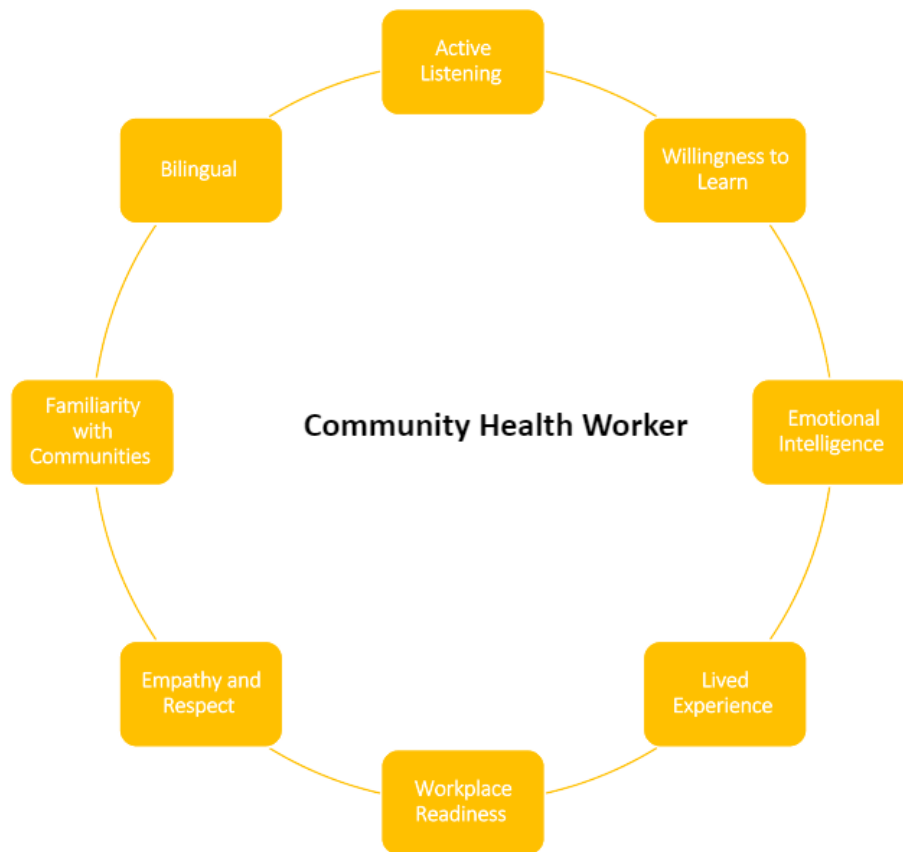 Active
Listening
Willingness to
Learn
Emotional
Intelligence
Lived
Experience
Workplace
Readiness
Empathy and
Respect
Familiarity
with
Communities
Bilingual
Community Health Worker